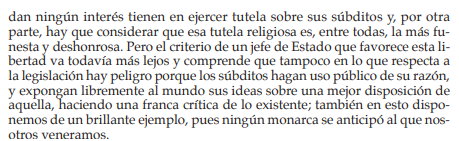 dan ningún interés tienen en ejercer tutela sobre sus súbditos y, por otra
parte, hay que considerar que esa tutela religiosa es, entre todas, la más fu-
nesta y deshonrosa. Pero el criterio de un jefe de Estado que favorece esta li-
bertad va todavía más lejos y comprende que tampoco en lo que respecta a
la legislación hay peligro porque los súbditos hagan uso público de su razón,
y expongan libremente al mundo sus ideas sobre una mejor disposición de
aquella, haciendo una franca crítica de lo existente; también en esto dispo-
nemos de un brillante ejemplo, pues ningún monarca se anticipó al que nos-
otros veneramos.